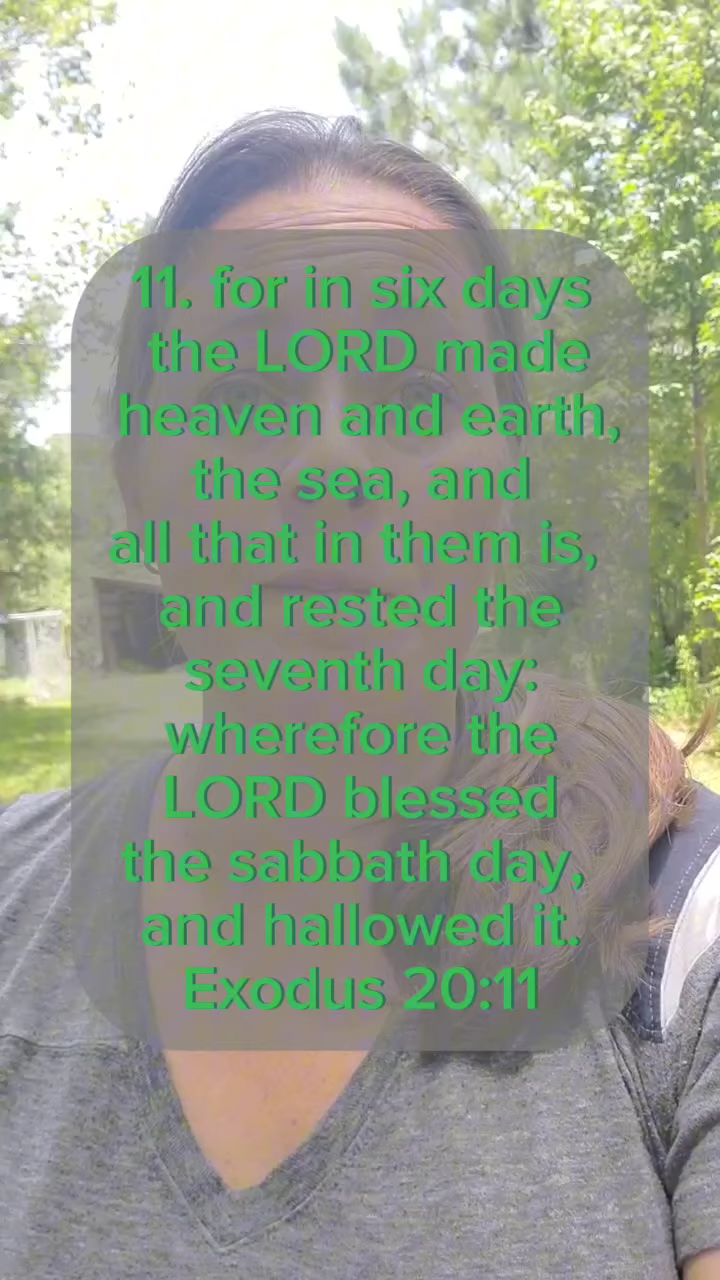 11. for in six days
the LORD made
heaven and earth,
the sea, and
all that in them is,
and rested the
seventh day:
wherefore the
LORD blessed
the sabbath day,
and hallowed it.
Exodus 20:11